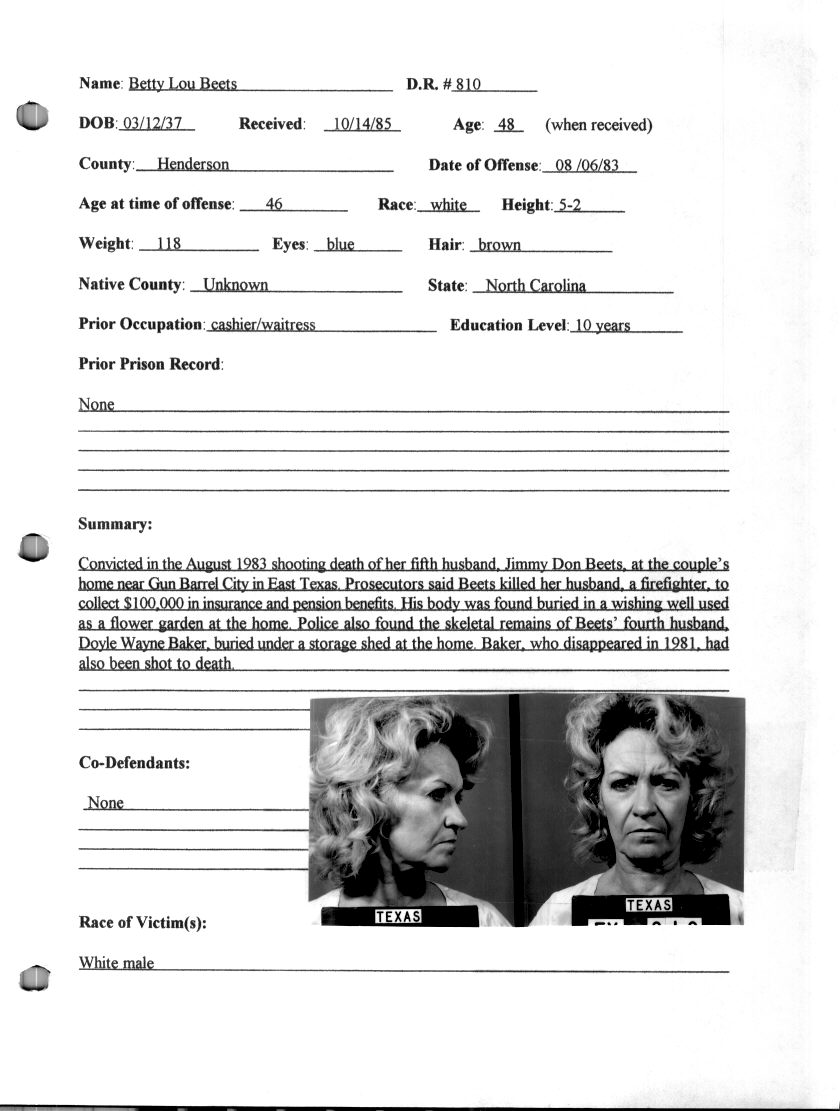 Name: Betty Lou Beets D.R. # 810
DOB: 03/12/37 Received: 10/14/85 Age: 48 (when received)
County: Henderson Date of Offense: 08 /06/83
Age at time of offense: 46 Race: white Height: 5-2
Weight: 118 Eyes: blue Hair: brown
Native County: Unknown State: North Carolina
Prior Occupation: cashier/waitress Education Level: 10 years
Prior Prison Record:
None
Summary:
Convicted in the August 1983 shooting death of her fifth husband, Jimmy Don Beets, at the couple's
home near Gun Barrel City in East Texas. Prosecutors said Beets killed her husband, a firefighter, to
collect $100,000 in insurance and pension benefits. His body was found buried in a wishing well used
as a flower garden at the home. Police also found the skeletal remains of Beets' fourth husband,
Doyle Wayne Baker, buried under a storage shed at the home. Baker, who disappeared in 1981, had
also been shot to death.
Co-Defendants:
None
TEXAS
TEXAS
Race of Victim(s):
White male